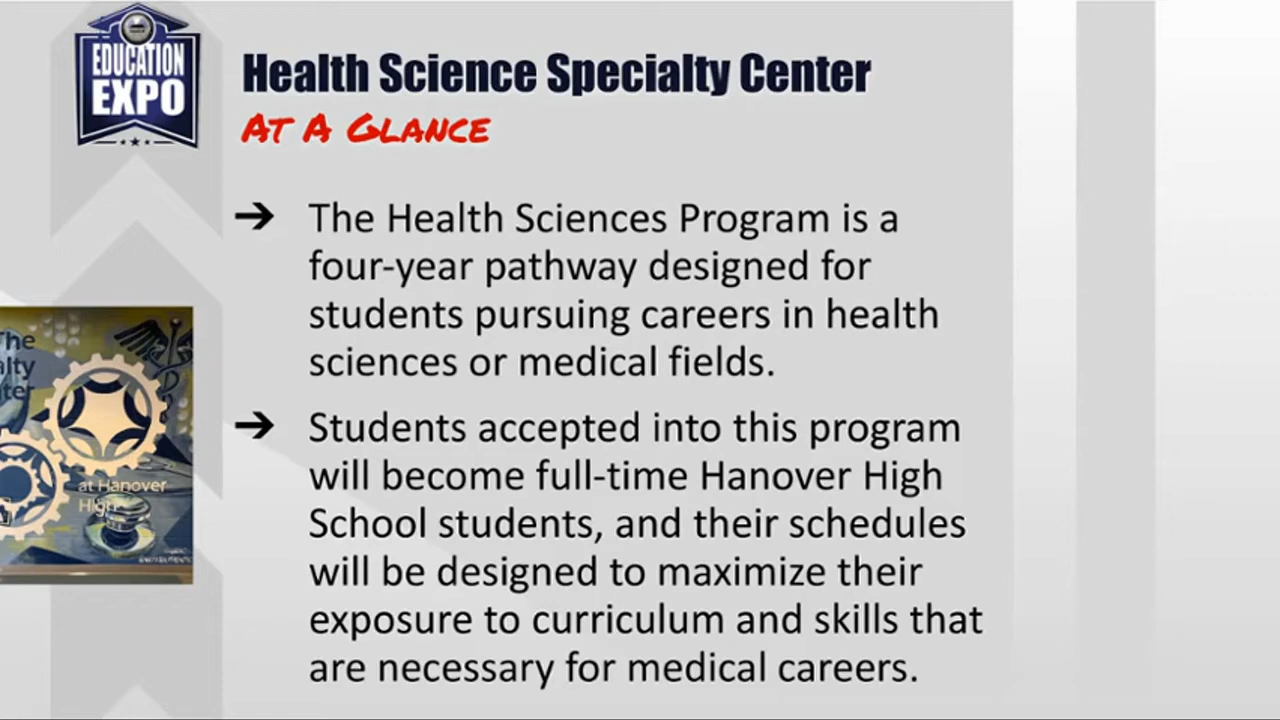 EDUCATION
EXPO
Health Science Specialty Center
AT A GLANCE
➔ The Health Sciences Program is a
four-year pathway designed for
students pursuing careers in health
sciences or medical fields.
➔ Students accepted into this program
will become full-time Hanover High
School students, and their schedules
will be designed to maximize their
exposure to curriculum and skills that
are necessary for medical careers.
The
alty
ter
at Hanover
High